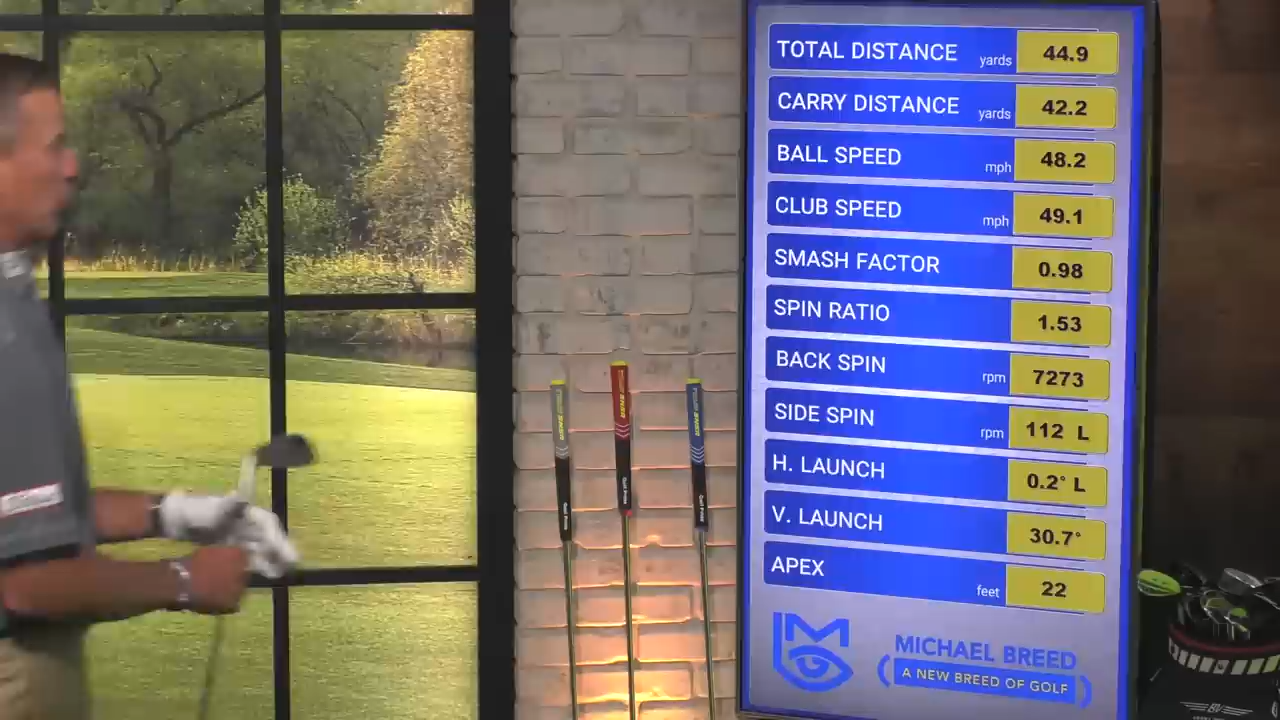 TOTAL DISTANCE yards 44.9
CARRY DISTANCE yards 42.2
BALL SPEED mph 48.2
CLUB SPEED mph 49.1
SMASH FACTOR 0.98
SPIN RATIO 1.53
BACK SPIN rpm 7273
SIDE SPIN rpm 112 L
H. LAUNCH 0.2° L
V. LAUNCH 30.7°
APEX feet 22
MICHAEL BREED
A NEW BREED OF GOLF